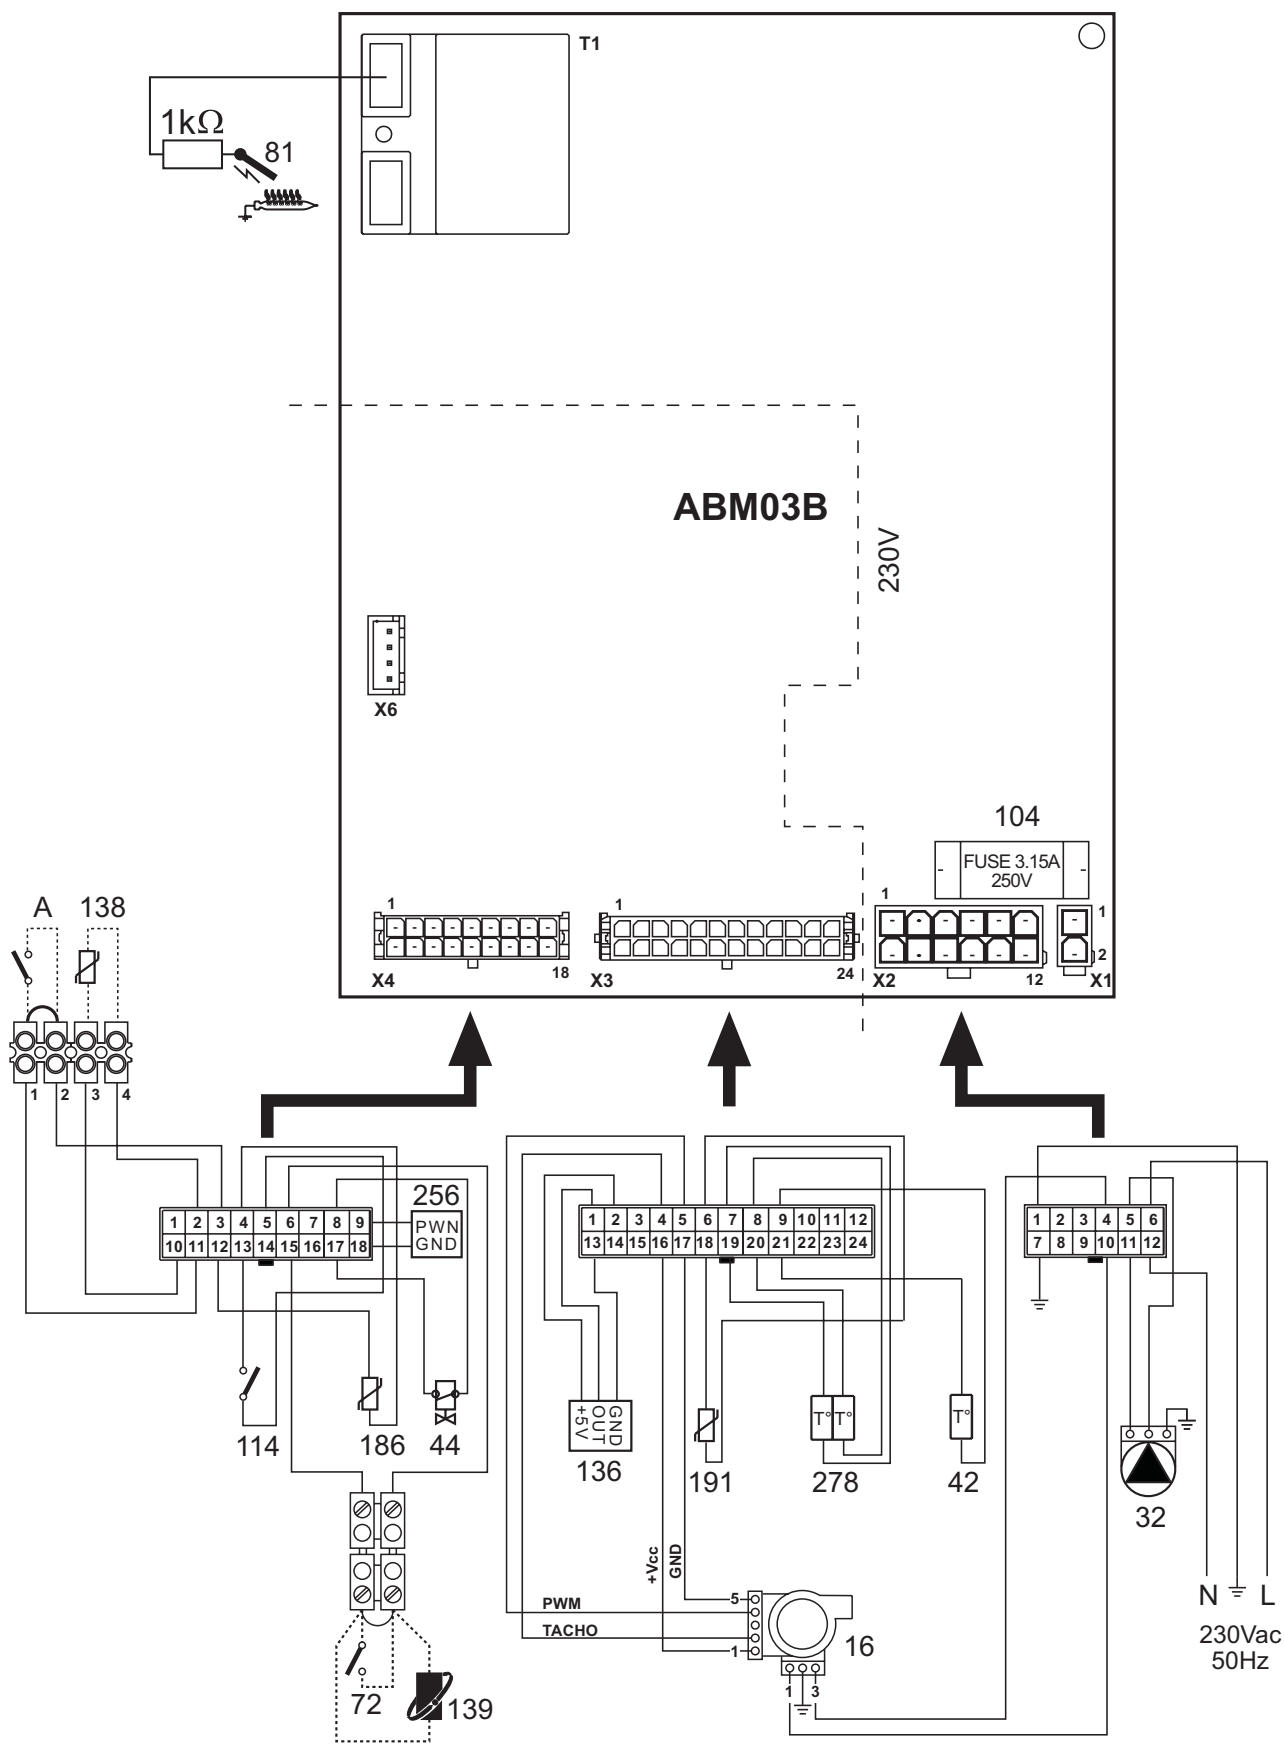 T1
1kΩ
81
ABM03B
230V
X6
104
FUSE 3.15A
250V
A 138
1 1 1 1
18 24 12 2
X4 X3 X2 X1
1 2 3 4
256
PWN
GND
1 2 3 4 5 6 7 8 9
10 11 12 13 14 15 16 17 18
1 2 3 4 5 6 7 8 9 10 11 12
13 14 15 16 17 18 19 20 21 22 23 24
1 2 3 4 5 6
7 8 9 10 11 12
114 186 44
+5V
OUT
GND
136 191 278 42
T° T° T°
32
+Vcc
GND
PWM
TACHO
5
1
16
1 3
N L
230Vac
50Hz
72 139